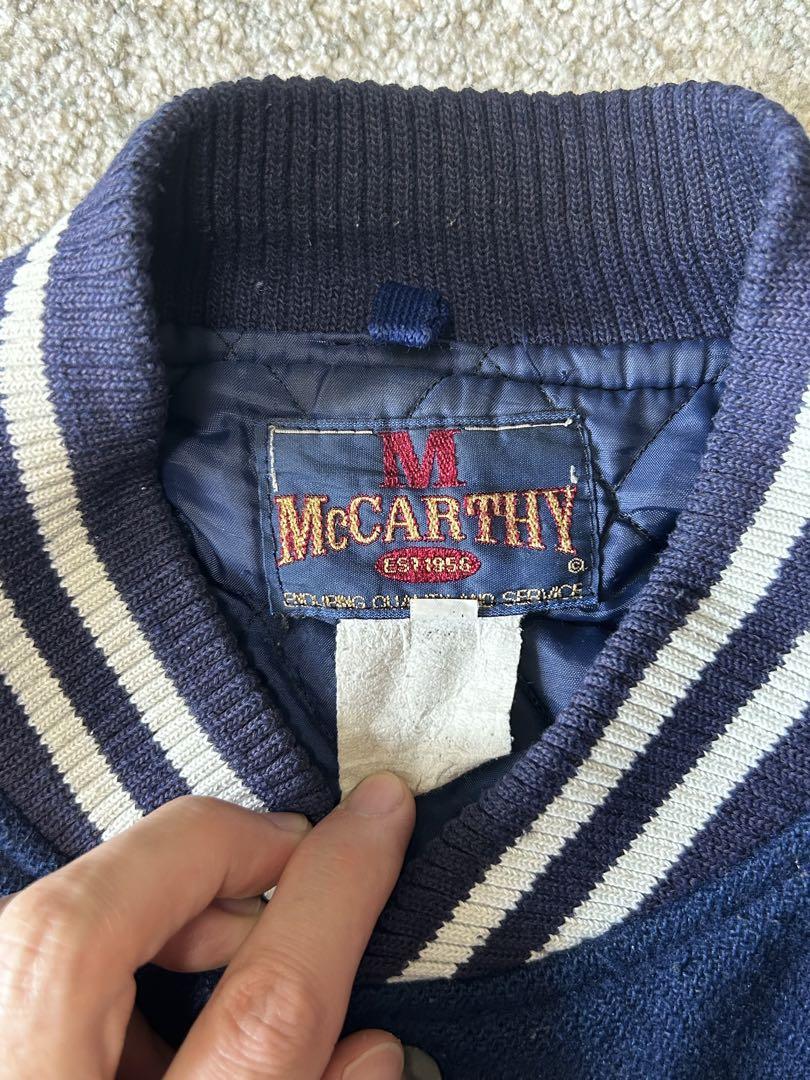 M
McCARTHY
EST 1956
©
ENDURING QUALITY AND SERVICE